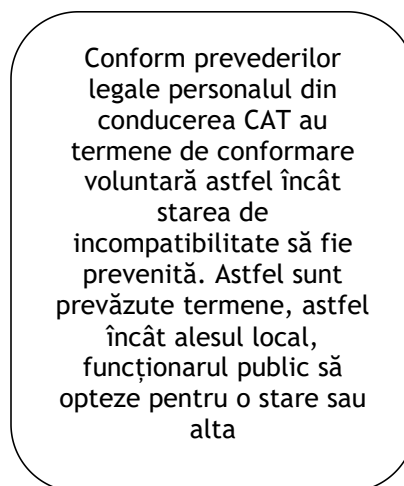 Conform prevederilor
legale personalul din
conducerea CAT au
termene de conformare
voluntară astfel încât
starea de
incompatibilitate să fie
prevenită. Astfel sunt
prevăzute termene, astfel
încât alesul local,
funcționarul public să
opteze pentru o stare sau
alta